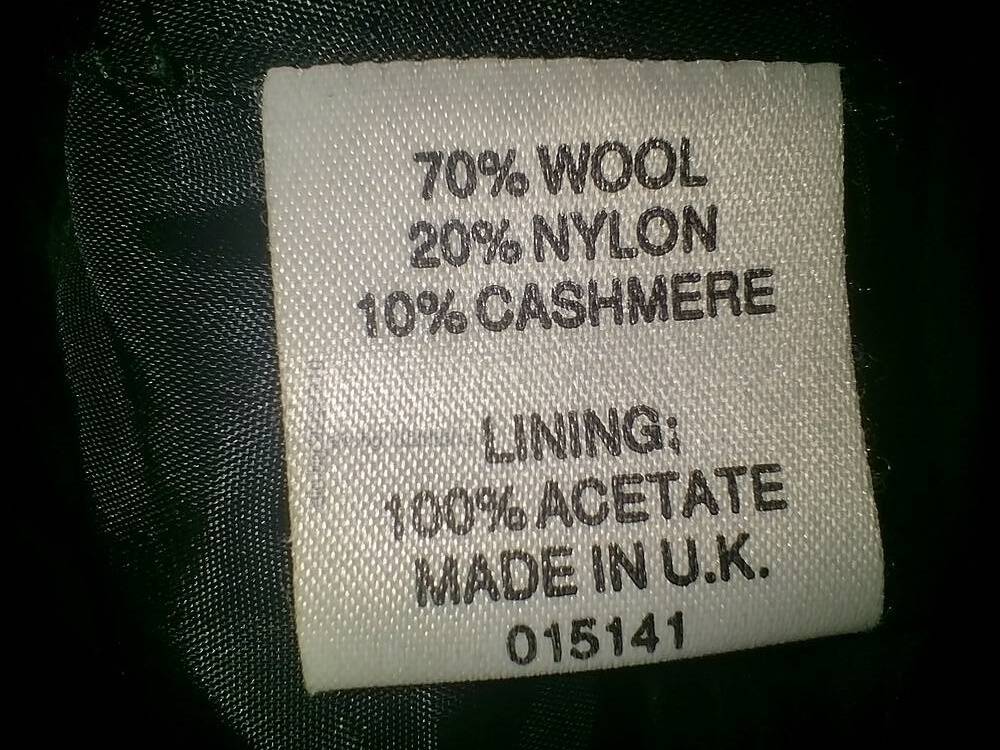 70% WOOL
20% NYLON
10% CASHMERE
LINING:
100% ACETATE
MADE IN U.K.
015141